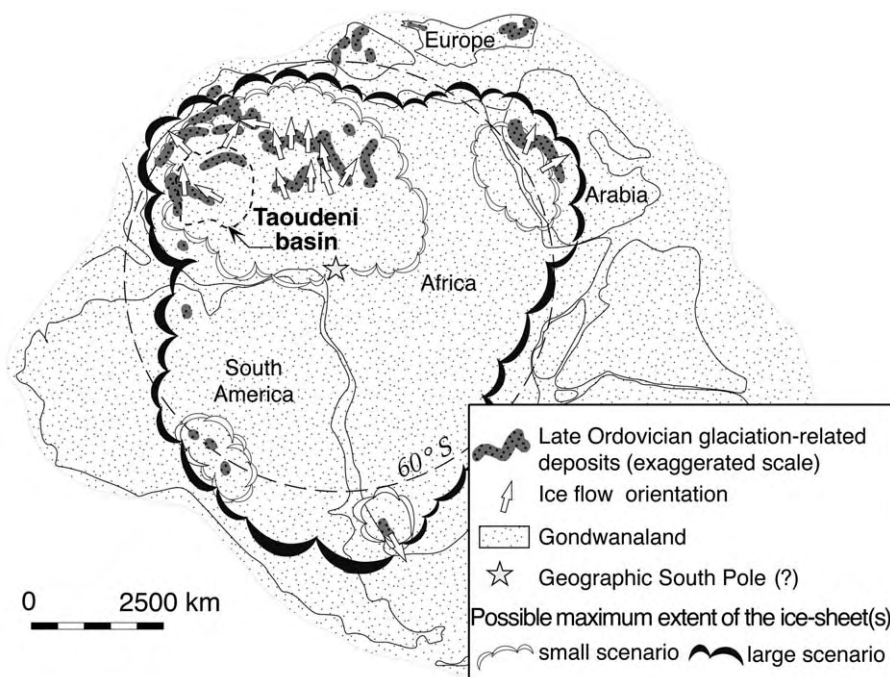 Europe
Arabia
Taoudeni
basin
Africa
South
America
60° S
Late Ordovician glaciation-related
deposits (exaggerated scale)
Ice flow orientation
Gondwanaland
Geographic South Pole (?)
Possible maximum extent of the ice-sheet(s)
small scenario large scenario
0 2500 km